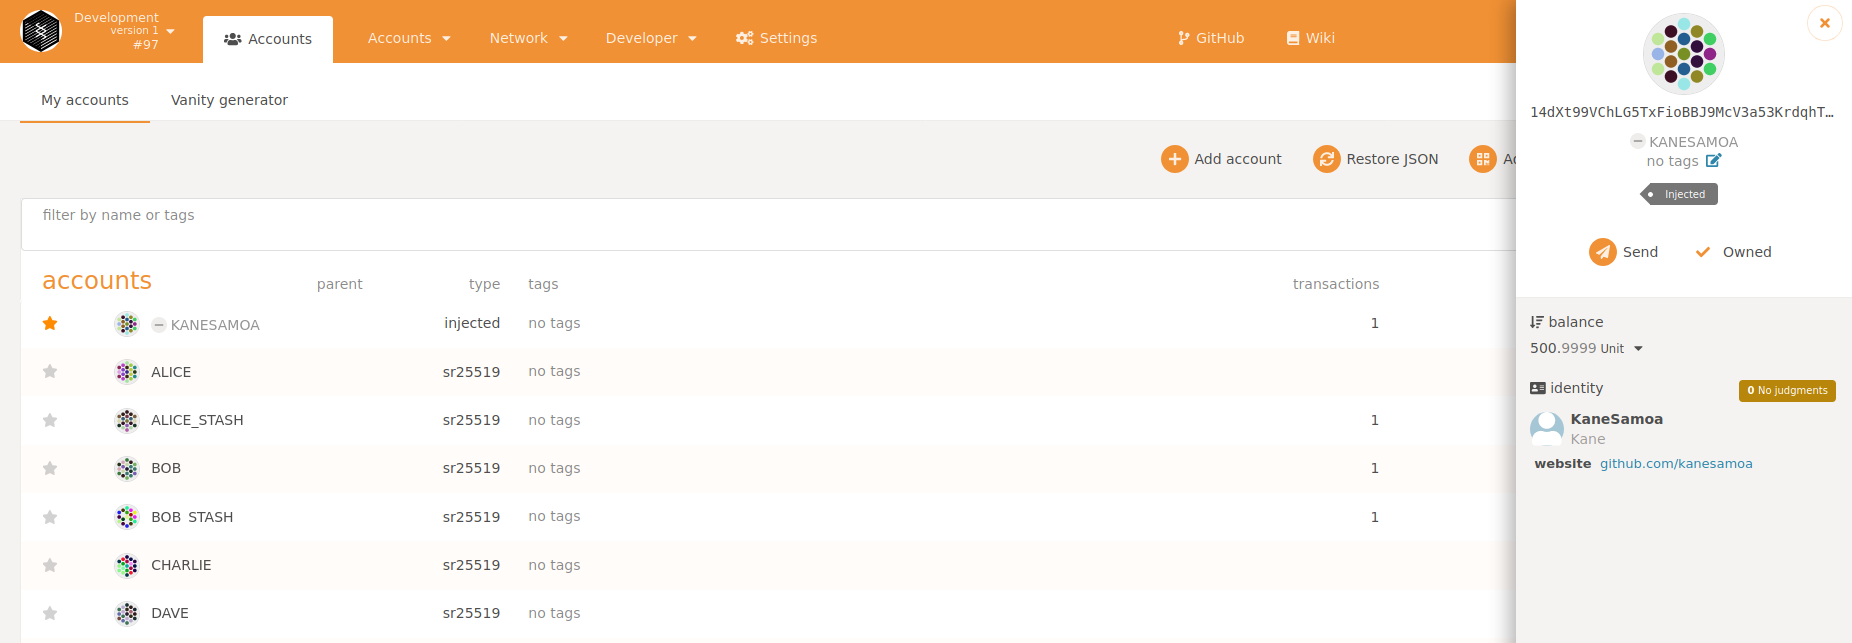 Development
version 1
#97
Accounts
Accounts
Network
Developer
Settings
GitHub
Wiki
My accounts
Vanity generator
Add account
Restore JSON
filter by name or tags
accounts parent type tags transactions
KANESAMOA injected no tags 1
ALICE sr25519 no tags
ALICE_STASH sr25519 no tags 1
BOB sr25519 no tags 1
BOB_STASH sr25519 no tags 1
CHARLIE sr25519 no tags
DAVE sr25519 no tags
14dXt99VChLG5TxFioBBJ9McV3a53KrdqhT…
KANESAMOA
no tags
Injected
Send
Owned
balance
500.9999 Unit
identity
0 No judgments
KaneSamoa
Kane
website github.com/kanesamoa